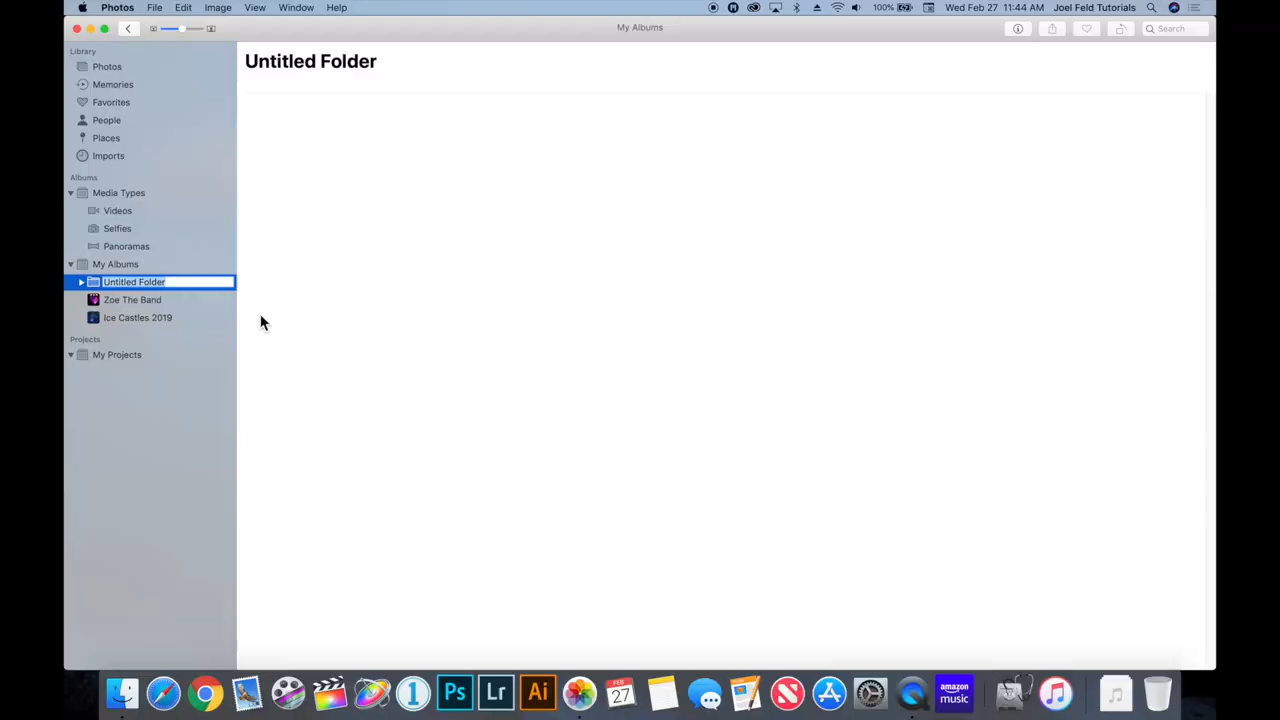 Photos File Edit Image View Window Help 100% Wed Feb 27 11:44 AM Joel Feld Tutorials
My Albums
Search
Library
Photos
Memories
Favorites
People
Places
Imports
Albums
Media Types
Videos
Selfies
Panoramas
My Albums
Untitled Folder
Zoe The Band
Ice Castles 2019
Projects
My Projects
Untitled Folder
1 Ps Lr Ai FEB 27 amazon music